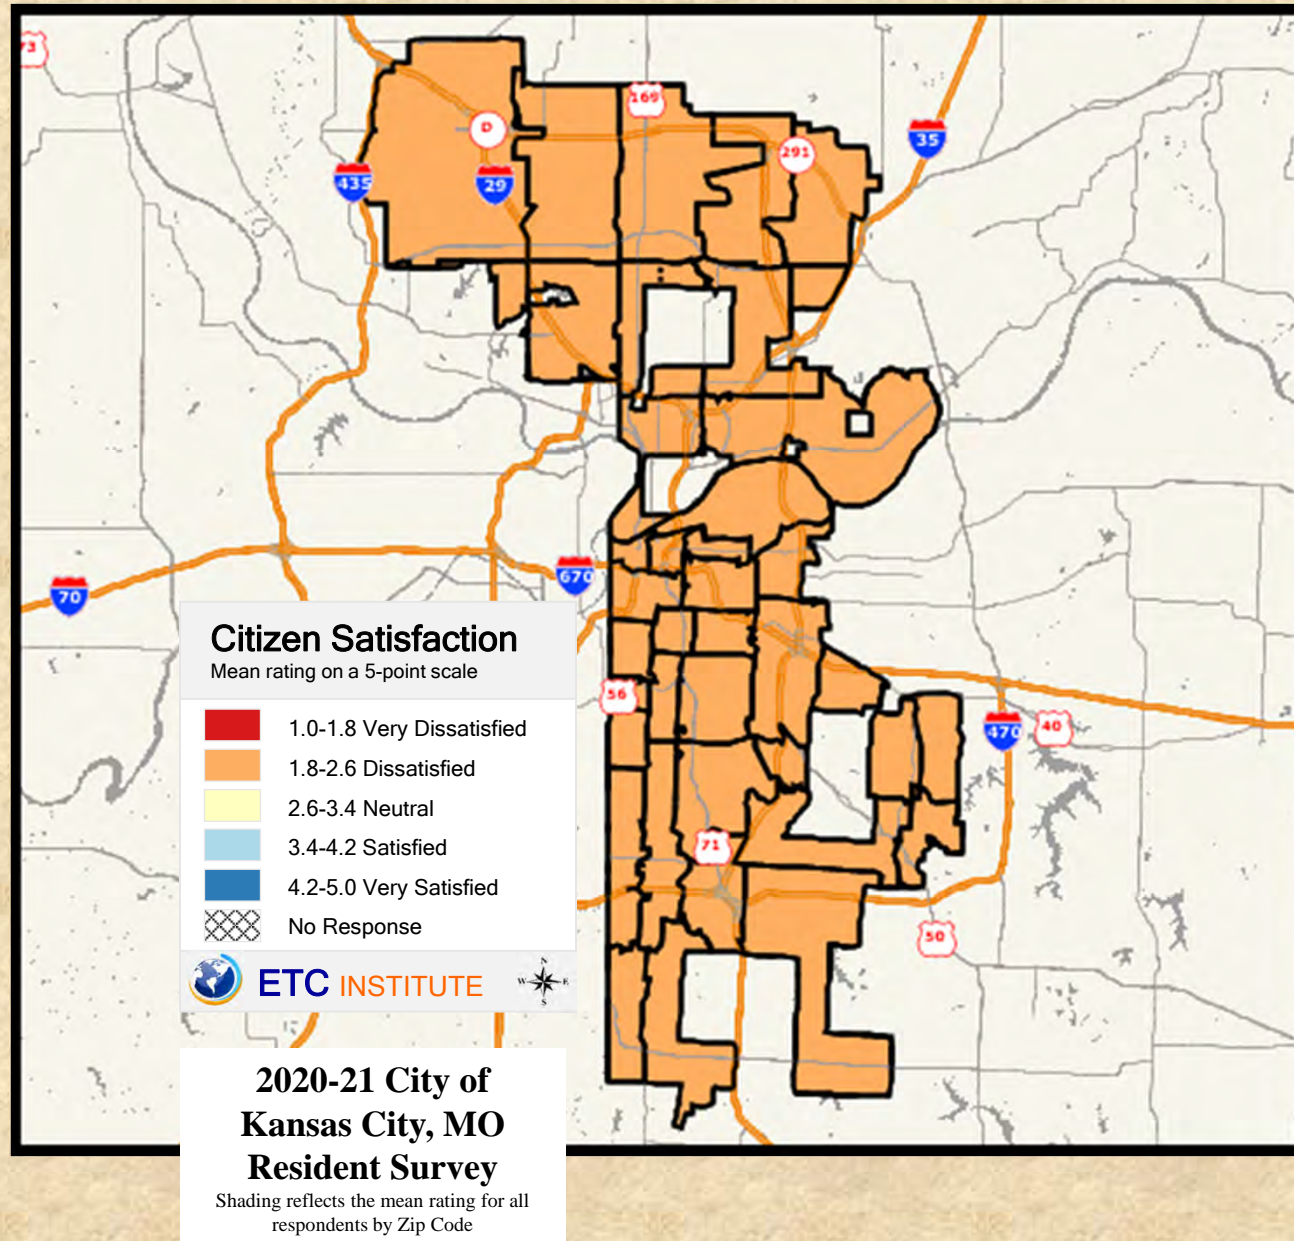 73
169
D
291
35
435
29
70
670
56
470
40
71
50
Citizen Satisfaction
Mean rating on a 5-point scale
1.0-1.8 Very Dissatisfied
1.8-2.6 Dissatisfied
2.6-3.4 Neutral
3.4-4.2 Satisfied
4.2-5.0 Very Satisfied
No Response
ETC INSTITUTE
N
W E
S
2020-21 City of
Kansas City, MO
Resident Survey
Shading reflects the mean rating for all
respondents by Zip Code